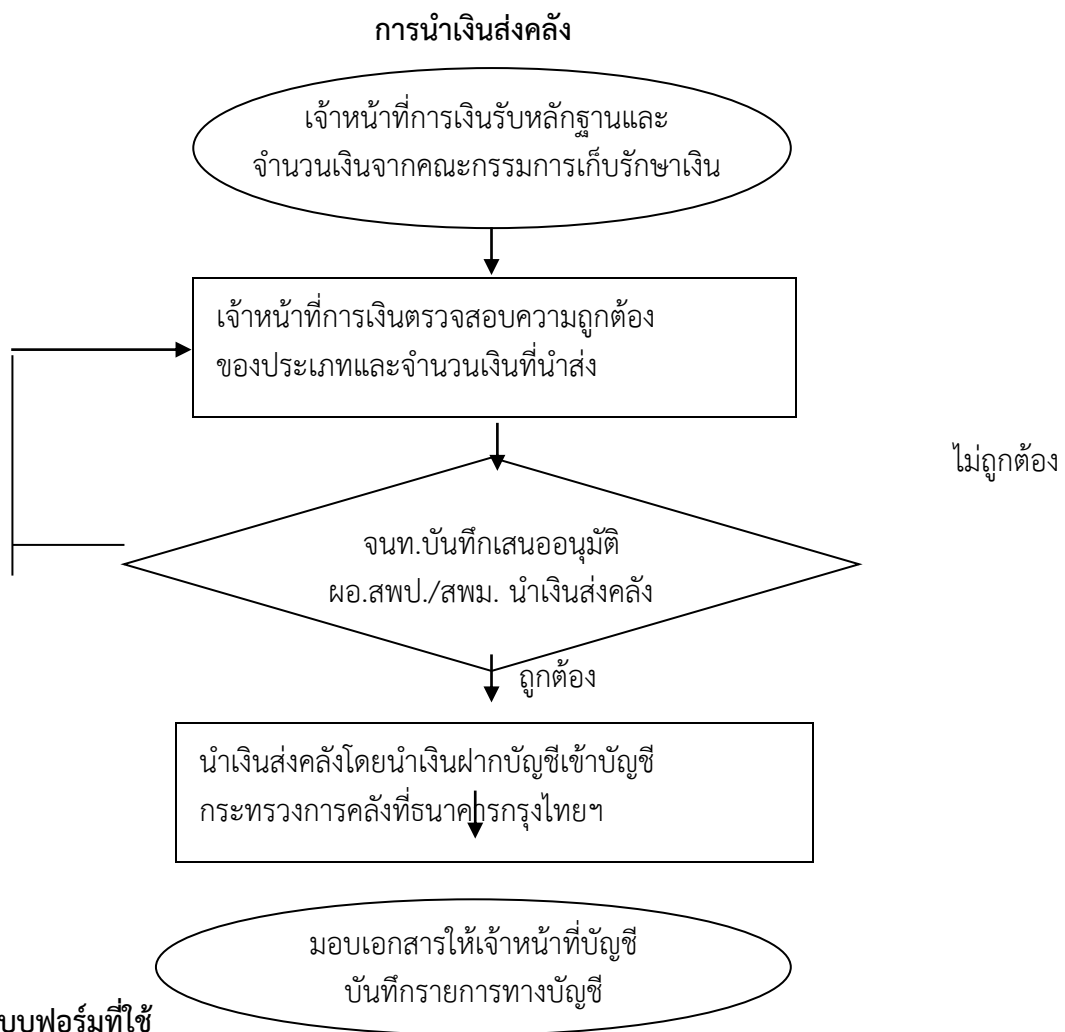 การนำเงินส่งคลัง
เจ้าหน้าที่การเงินรับหลักฐานและ
จำนวนเงินจากคณะกรรมการเก็บรักษาเงิน
เจ้าหน้าที่การเงินตรวจสอบความถูกต้อง
ของประเภทและจำนวนเงินที่นำส่ง
ไม่ถูกต้อง
จนท.บันทึกเสนออนุมัติ
ผอ.สพป./สพม. นำเงินส่งคลัง
ถูกต้อง
นำเงินส่งคลังโดยนำเงินฝากบัญชีเข้าบัญชี
กระทรวงการคลังที่ธนาคารกรุงไทยฯ
มอบเอกสารให้เจ้าหน้าที่บัญชี
บันทึกรายการทางบัญชี
บบฟอร์มที่ใช้